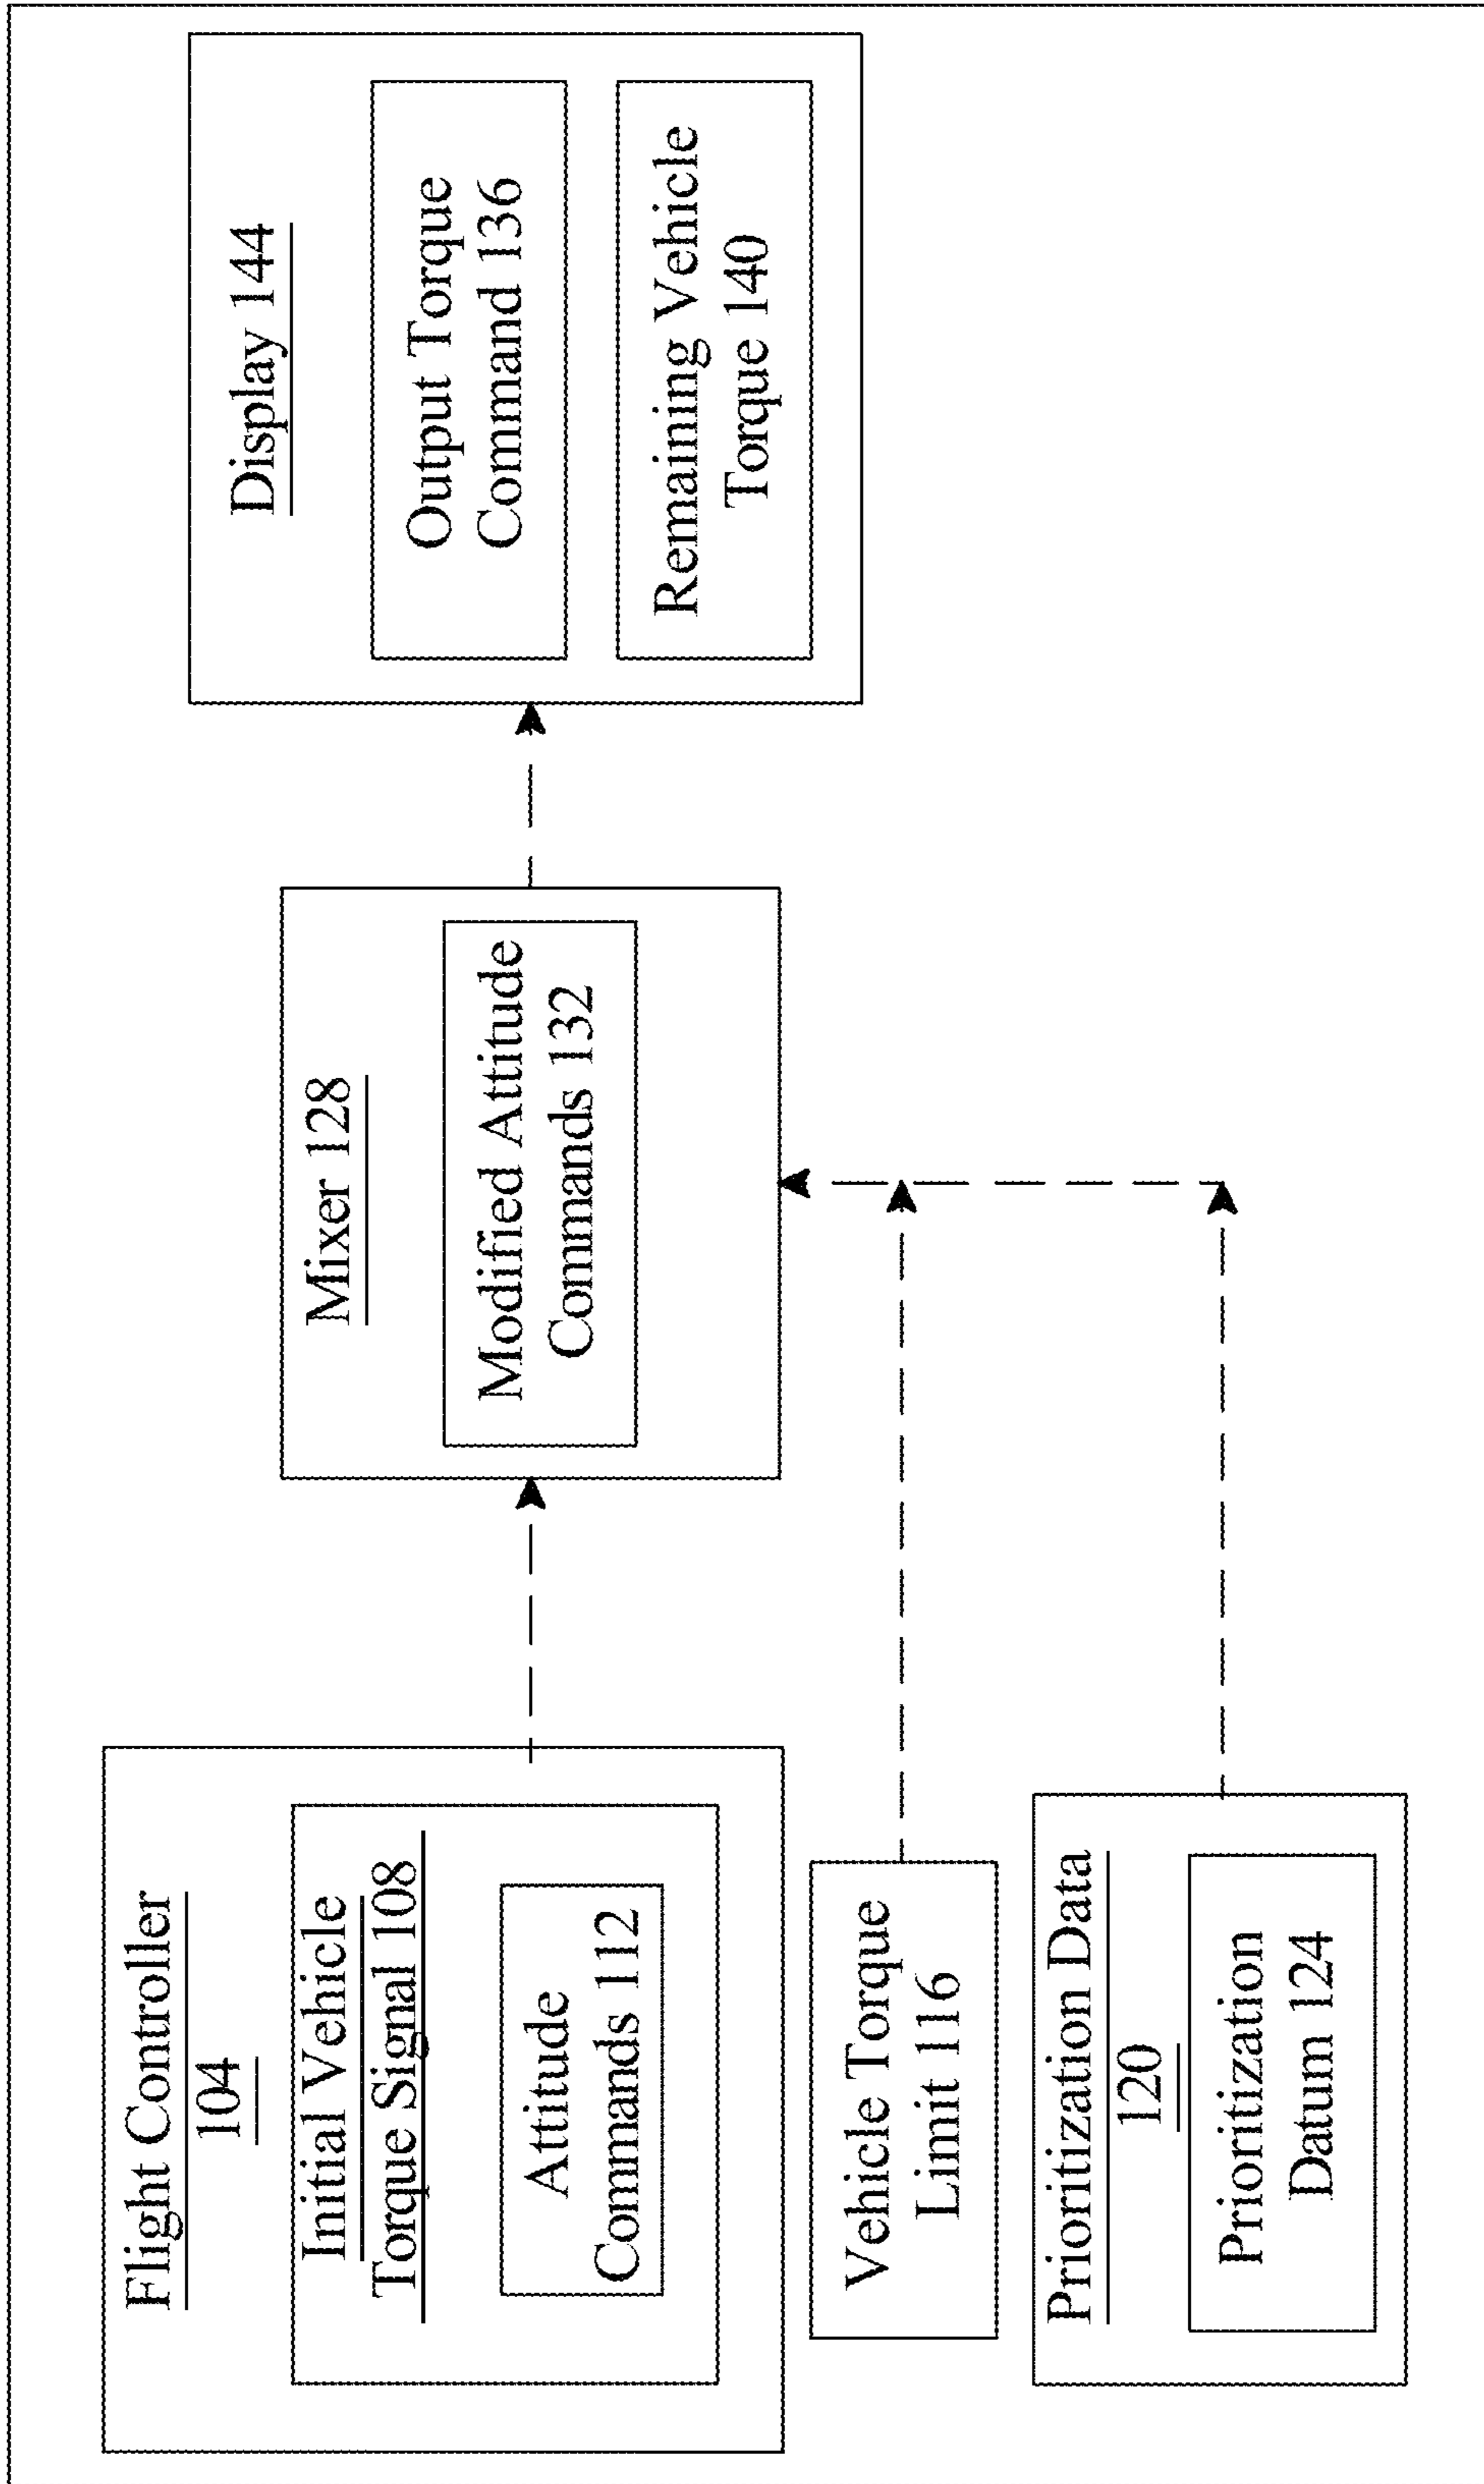 Flight Controller
104
Initial Vehicle
Torque Signal 108
Attitude
Commands 112
Vehicle Torque
Limit 116
Prioritization Data
120
Prioritization
Datum 124
Mixer 128
Modified Attitude
Commands 132
Display 144
Output Torque
Command 136
Remaining Vehicle
Torque 140